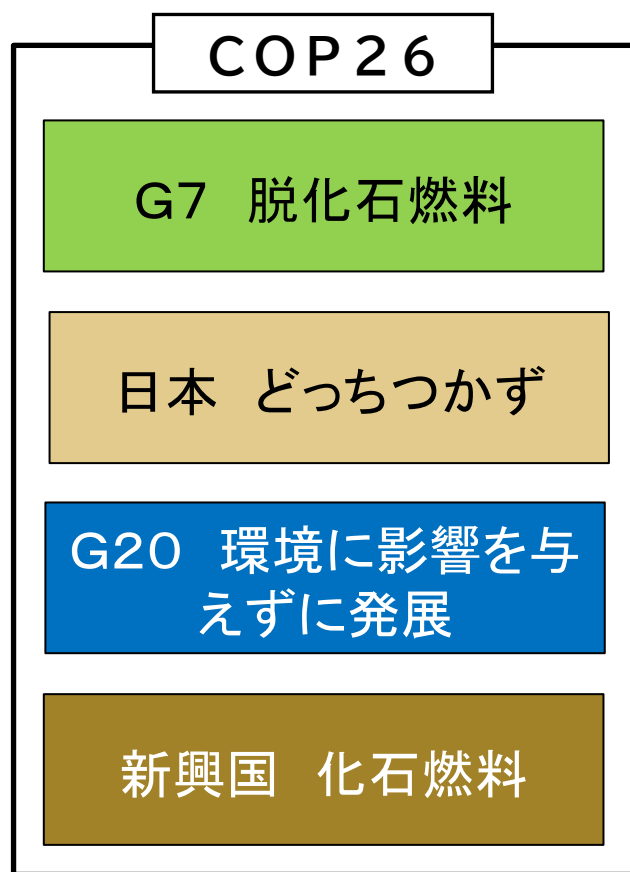 COP26
G7　脱化石燃料
日本　どっちつかず
G20　環境に影響を与
えずに発展
新興国　化石燃料